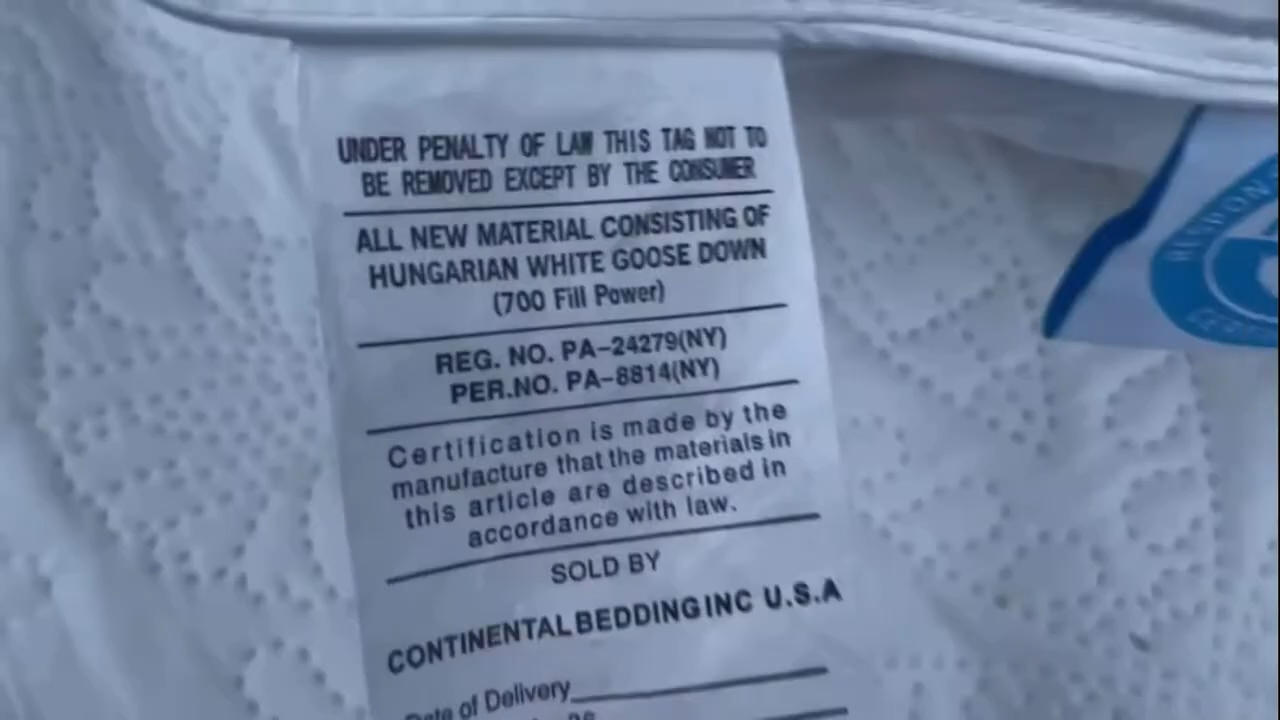 UNDER PENALTY OF LAW THIS TAG NOT TO
BE REMOVED EXCEPT BY THE CONSUMER
ALL NEW MATERIAL CONSISTING OF
HUNGARIAN WHITE GOOSE DOWN
(700 Fill Power)
REG. NO. PA-24279(NY)
PER.NO. PA-8814(NY)
Certification is made by the
manufacture that the materials in
this article are described in
accordance with law.
SOLD BY
CONTINENTAL BEDDING INC U.S.A
Date of Delivery